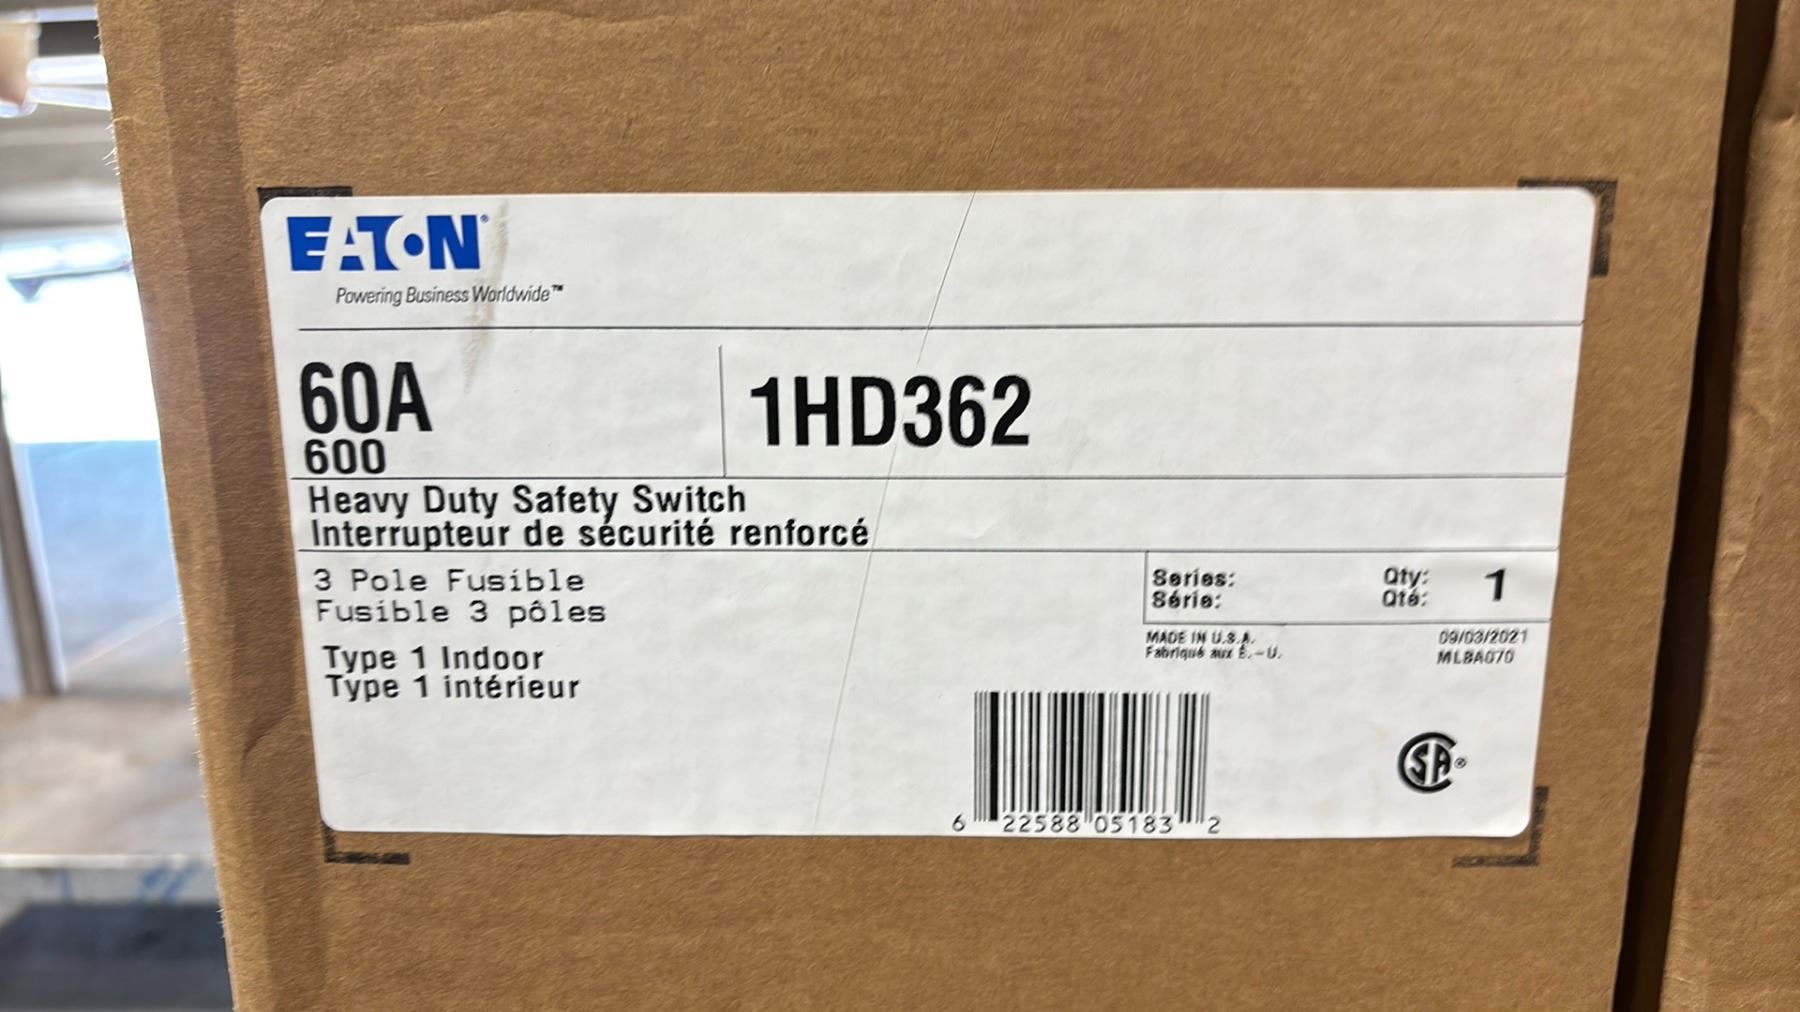 EATON®
Powering Business Worldwide™
60A
600
1HD362
Heavy Duty Safety Switch
Interrupteur de sécurité renforcé
3 Pole Fusible
Fusible 3 pôles
Type 1 Indoor
Type 1 intérieur
Series:
Série:
Qty:
Qté:
1
MADE IN U.S.A.
Fabriqué aux É.-U.
09/03/2021
MLBA070
6 22588 05183 2
SA®